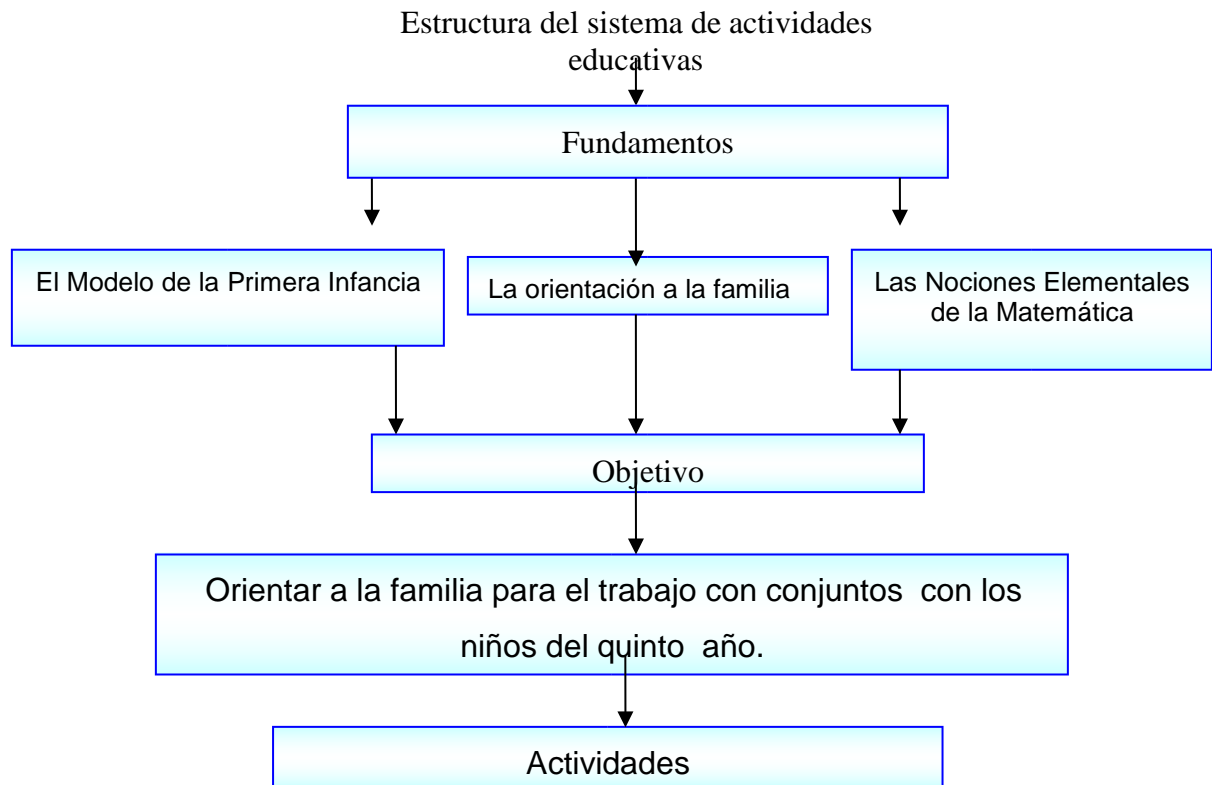 Estructura del sistema de actividades
educativas
Fundamentos
El Modelo de la Primera Infancia
La orientación a la familia
Las Nociones Elementales
de la Matemática
Objetivo
Orientar a la familia para el trabajo con conjuntos con los
niños del quinto año.
Actividades